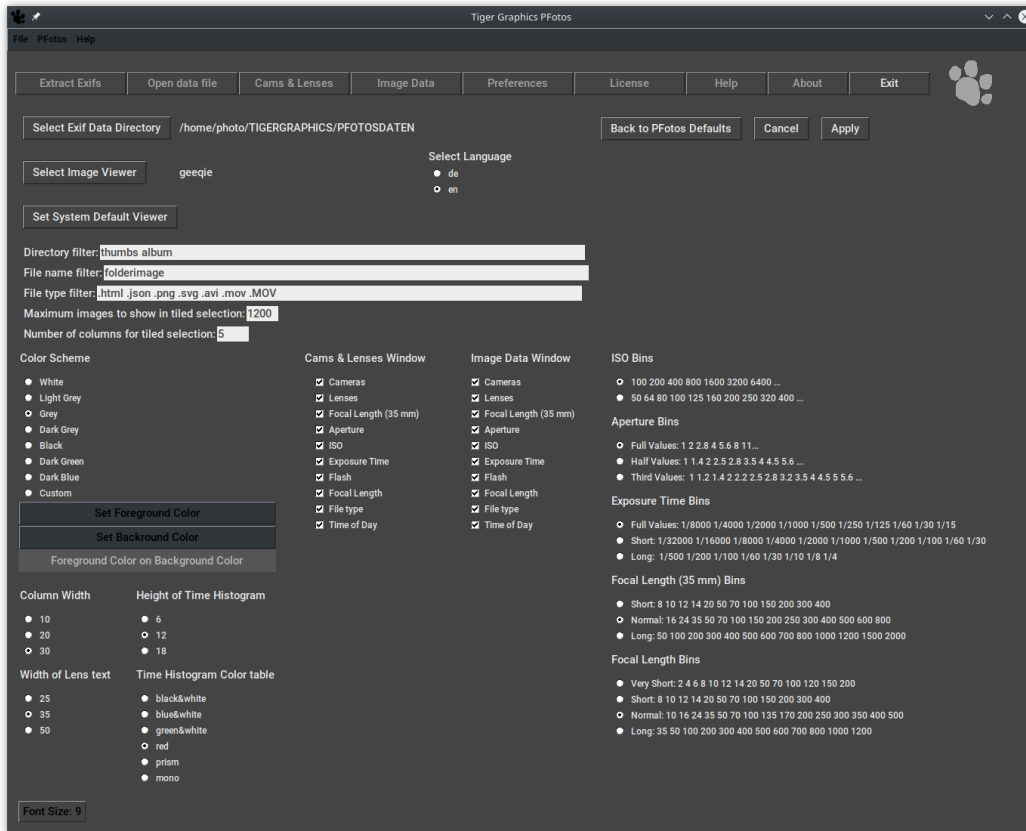 Tiger Graphics PFotos
File PFotos Help
Extract Exifs Open data file Cams & Lenses Image Data Preferences License Help About Exit
Select Exif Data Directory /home/photo/TIGERGRAPHICS/PFOTOSDATEN Back to PFotos Defaults Cancel Apply
Select Language
Select Image Viewer geeqie de
en
Set System Default Viewer
Directory filter: thumbs album
File name filter: folderimage
File type filter: .html .json .png .svg .avi .mov .MOV
Maximum images to show in tiled selection: 1200
Number of columns for tiled selection: 5
Color Scheme
White
Light Grey
Grey
Dark Grey
Black
Dark Green
Dark Blue
Custom
Set Foreground Color
Set Backround Color
Foreground Color on Background Color
Cams & Lenses Window
Cameras
Lenses
Focal Length (35 mm)
Aperture
ISO
Exposure Time
Flash
Focal Length
File type
Time of Day
Image Data Window
Cameras
Lenses
Focal Length (35 mm)
Aperture
ISO
Exposure Time
Flash
Focal Length
File type
Time of Day
ISO Bins
100 200 400 800 1600 3200 6400 ...
50 64 80 100 125 160 200 250 320 400 ...
Aperture Bins
Full Values: 1 2 2.8 4 5.6 8 11...
Half Values: 1 1.4 2 2.5 2.8 3.5 4 4.5 5.6 ...
Third Values: 1 1.2 1.4 2 2.2 2.5 2.8 3.2 3.5 4 4.5 5 5.6 ...
Exposure Time Bins
Full Values: 1/8000 1/4000 1/2000 1/1000 1/500 1/250 1/125 1/60 1/30 1/15
Short: 1/32000 1/16000 1/8000 1/4000 1/2000 1/1000 1/500 1/200 1/100 1/60 1/30
Long: 1/500 1/200 1/100 1/60 1/30 1/10 1/8 1/4
Focal Length (35 mm) Bins
Short: 8 10 12 14 20 50 70 100 150 200 300 400
Normal: 16 24 35 50 70 100 150 200 250 300 400 500 600 800
Long: 50 100 200 300 400 500 600 700 800 1000 1200 1500 2000
Focal Length Bins
Very Short: 2 4 6 8 10 12 14 20 50 70 100 120 150 200
Short: 8 10 12 14 20 50 70 100 150 200 300 400
Normal: 10 16 24 35 50 70 100 135 170 200 250 300 350 400 500
Long: 35 50 100 200 300 400 500 600 700 800 1000 1200
Column Width
10
20
30
Height of Time Histogram
6
12
18
Width of Lens text
25
35
50
Time Histogram Color table
black&white
blue&white
green&white
red
prism
mono
Font Size: 9